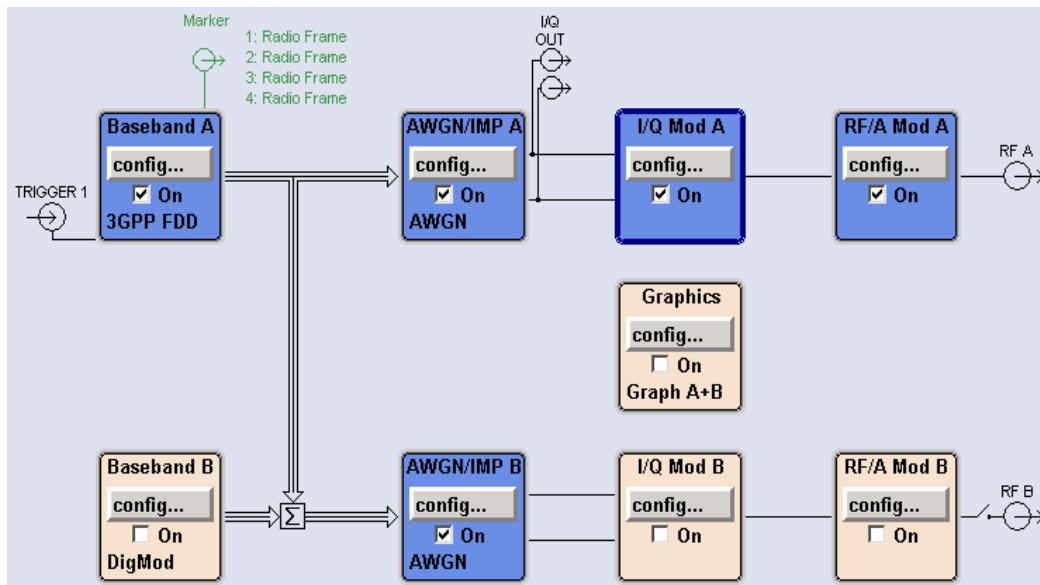 Marker
1: Radio Frame
2: Radio Frame
3: Radio Frame
4: Radio Frame
I/Q
OUT
TRIGGER 1
Baseband A
config...
On
3GPP FDD
AWGN/IMP A
config...
On
AWGN
I/Q Mod A
config...
On
RF/A Mod A
config...
On
RF A
Graphics
config...
On
Graph A+B
Baseband B
config...
On
DigMod
Σ
AWGN/IMP B
config...
On
AWGN
I/Q Mod B
config...
On
RF/A Mod B
config...
On
RF B